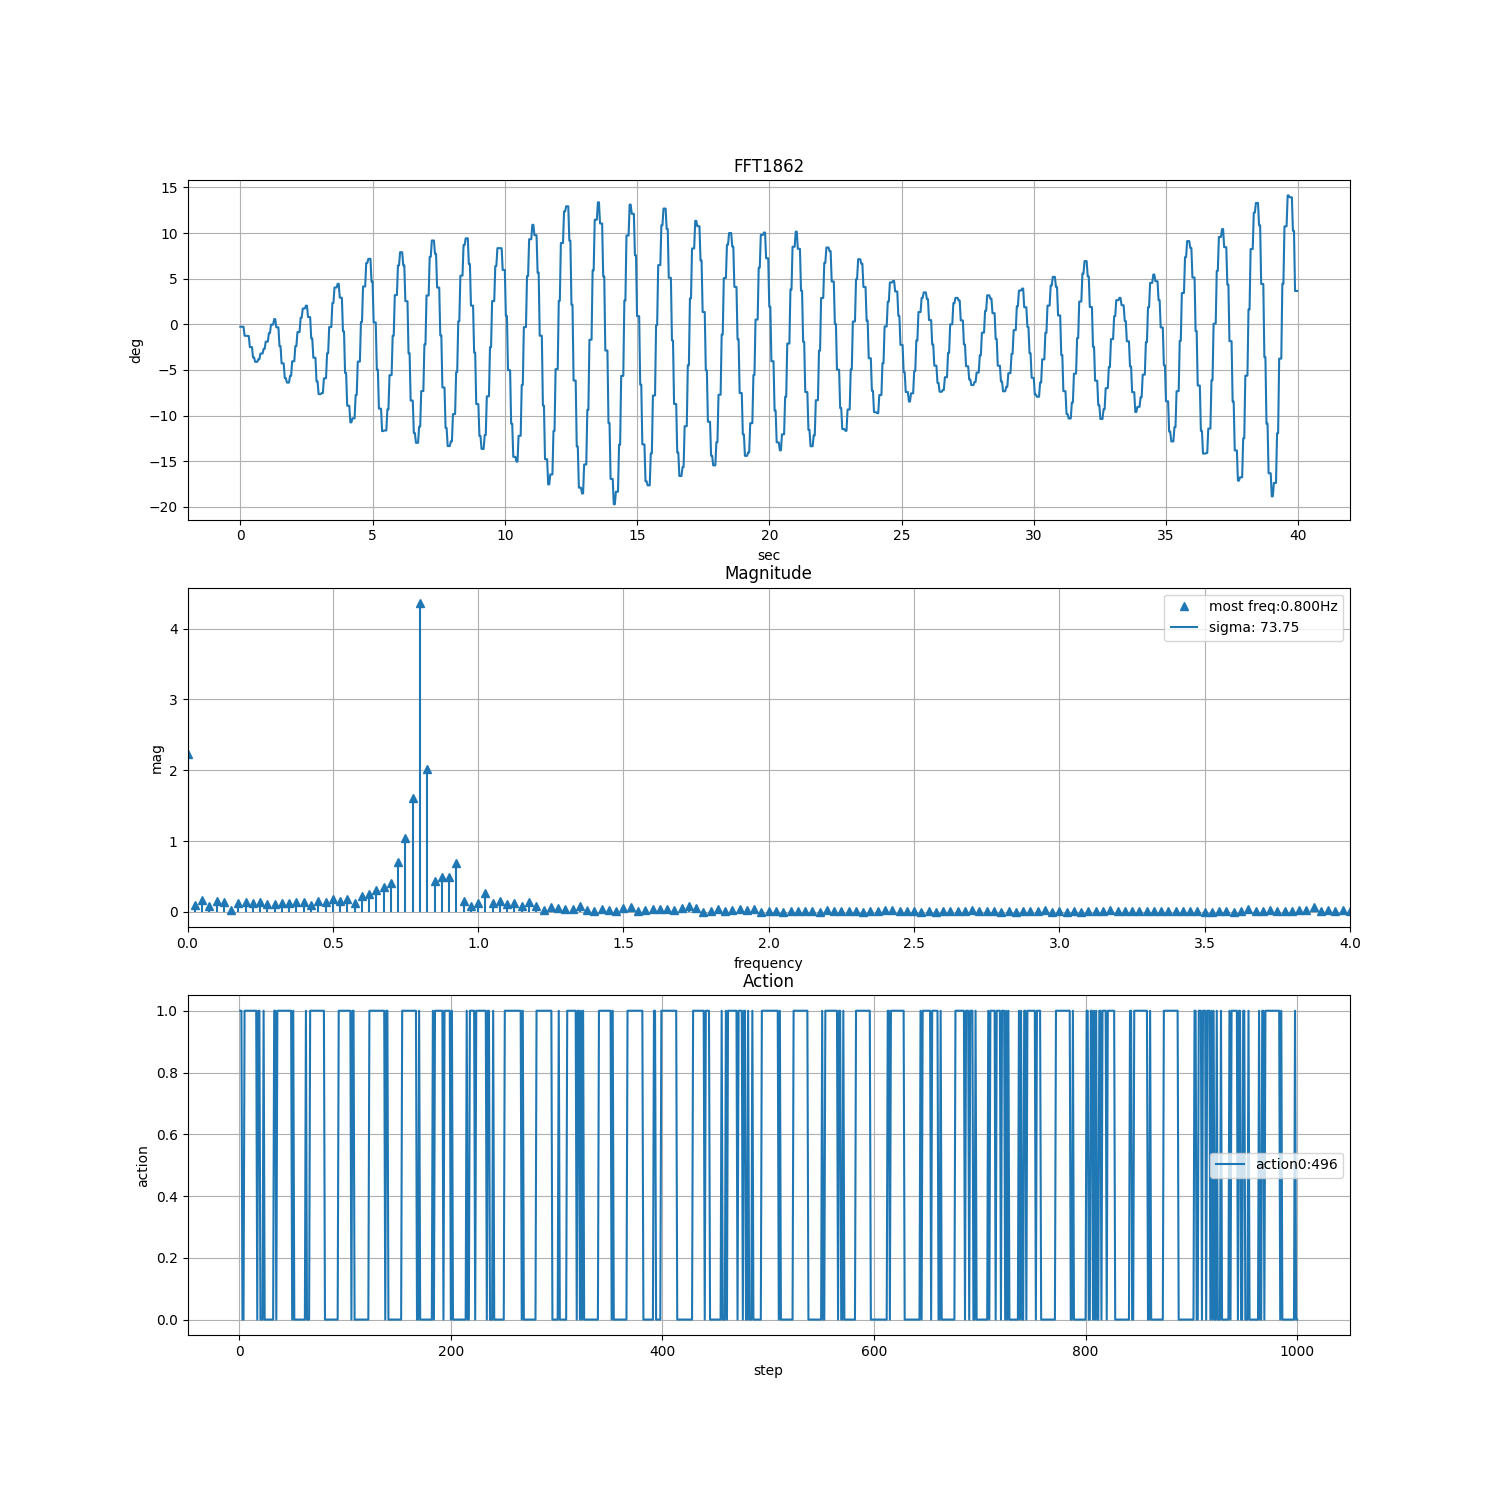 FFT1862
15
10
5
0
−5
−10
−15
−20
deg
0 5 10 15 20 25 30 35 40
sec
Magnitude
most freq:0.800Hz
sigma: 73.75
4
3
2
1
0
mag
0.0 0.5 1.0 1.5 2.0 2.5 3.0 3.5 4.0
frequency
Action
1.0
0.8
0.6
0.4
0.2
0.0
action
action0:496
0 200 400 600 800 1000
step